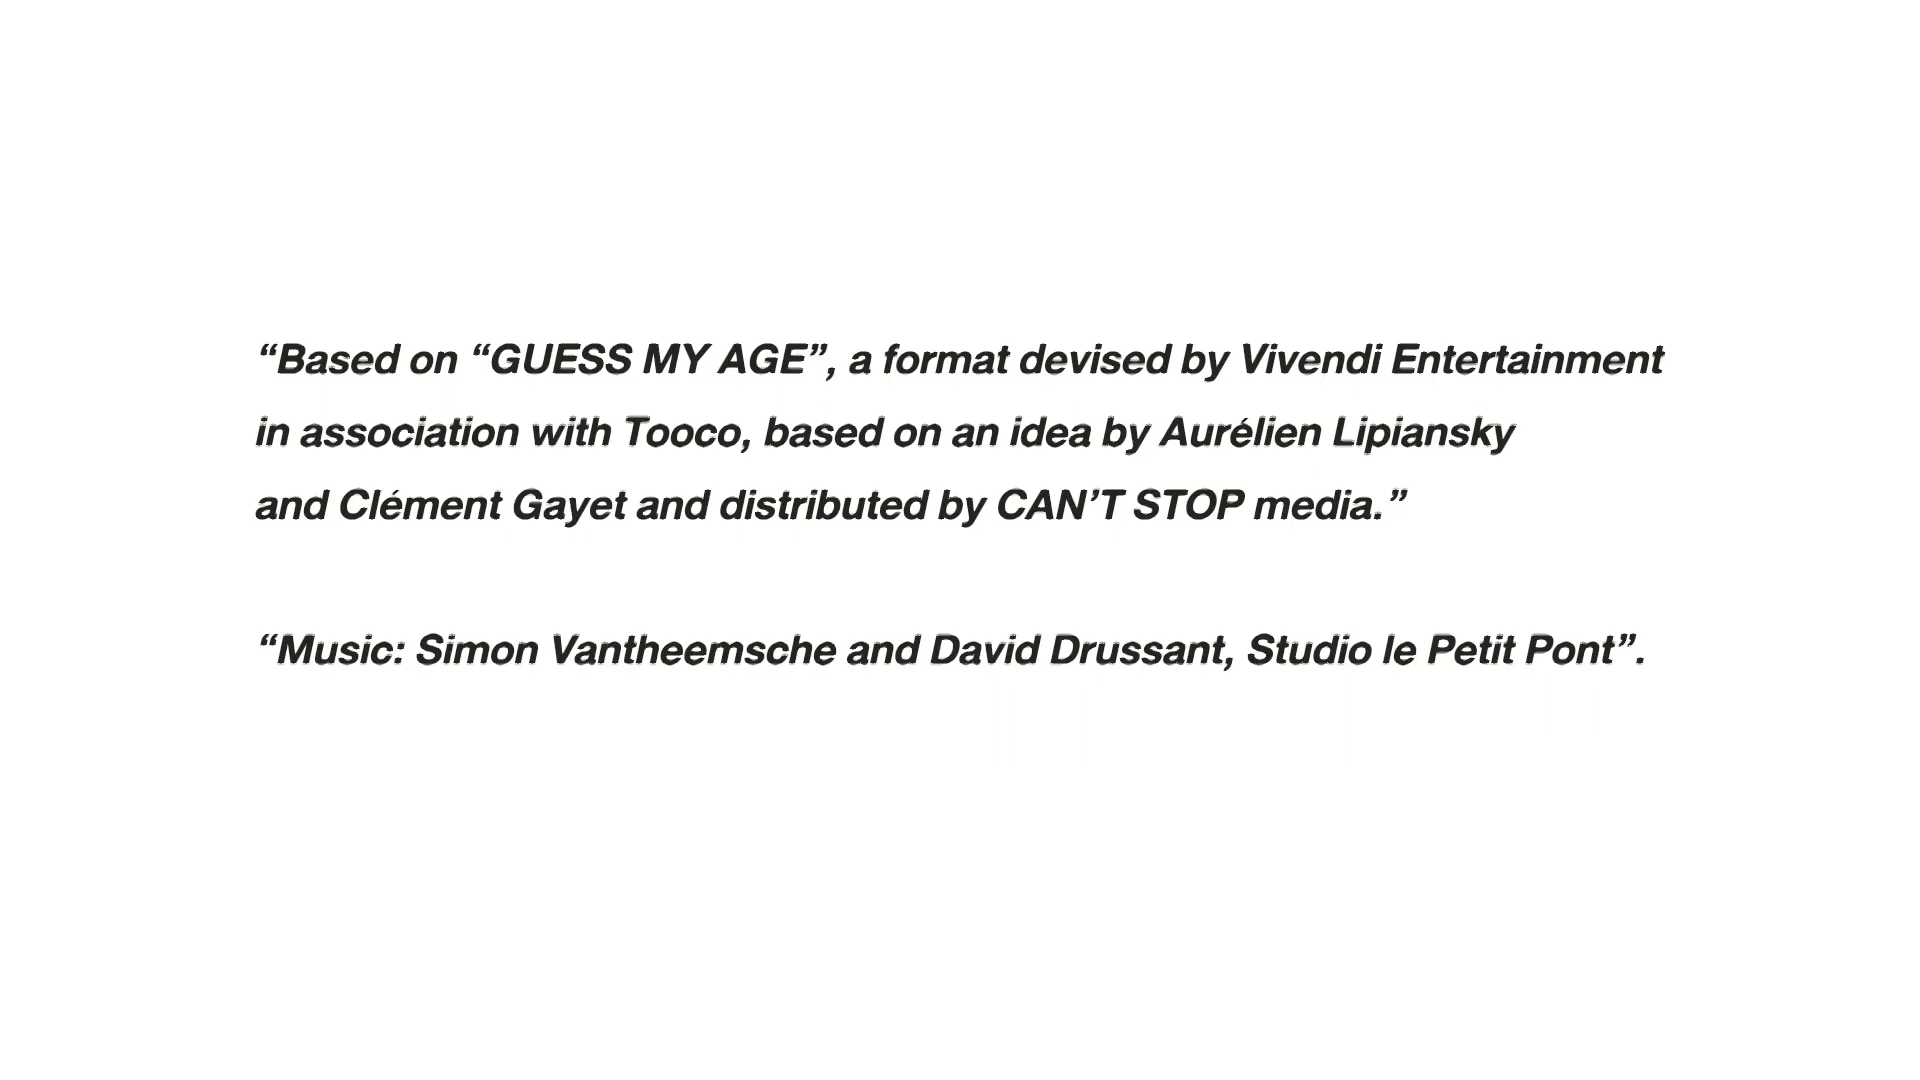 “Based on “GUESS MY AGE”, a format devised by Vivendi Entertainment
in association with Tooco, based on an idea by Aurélien Lipiansky
and Clément Gayet and distributed by CAN’T STOP media.”
“Music: Simon Vantheemsche and David Drussant, Studio le Petit Pont”.